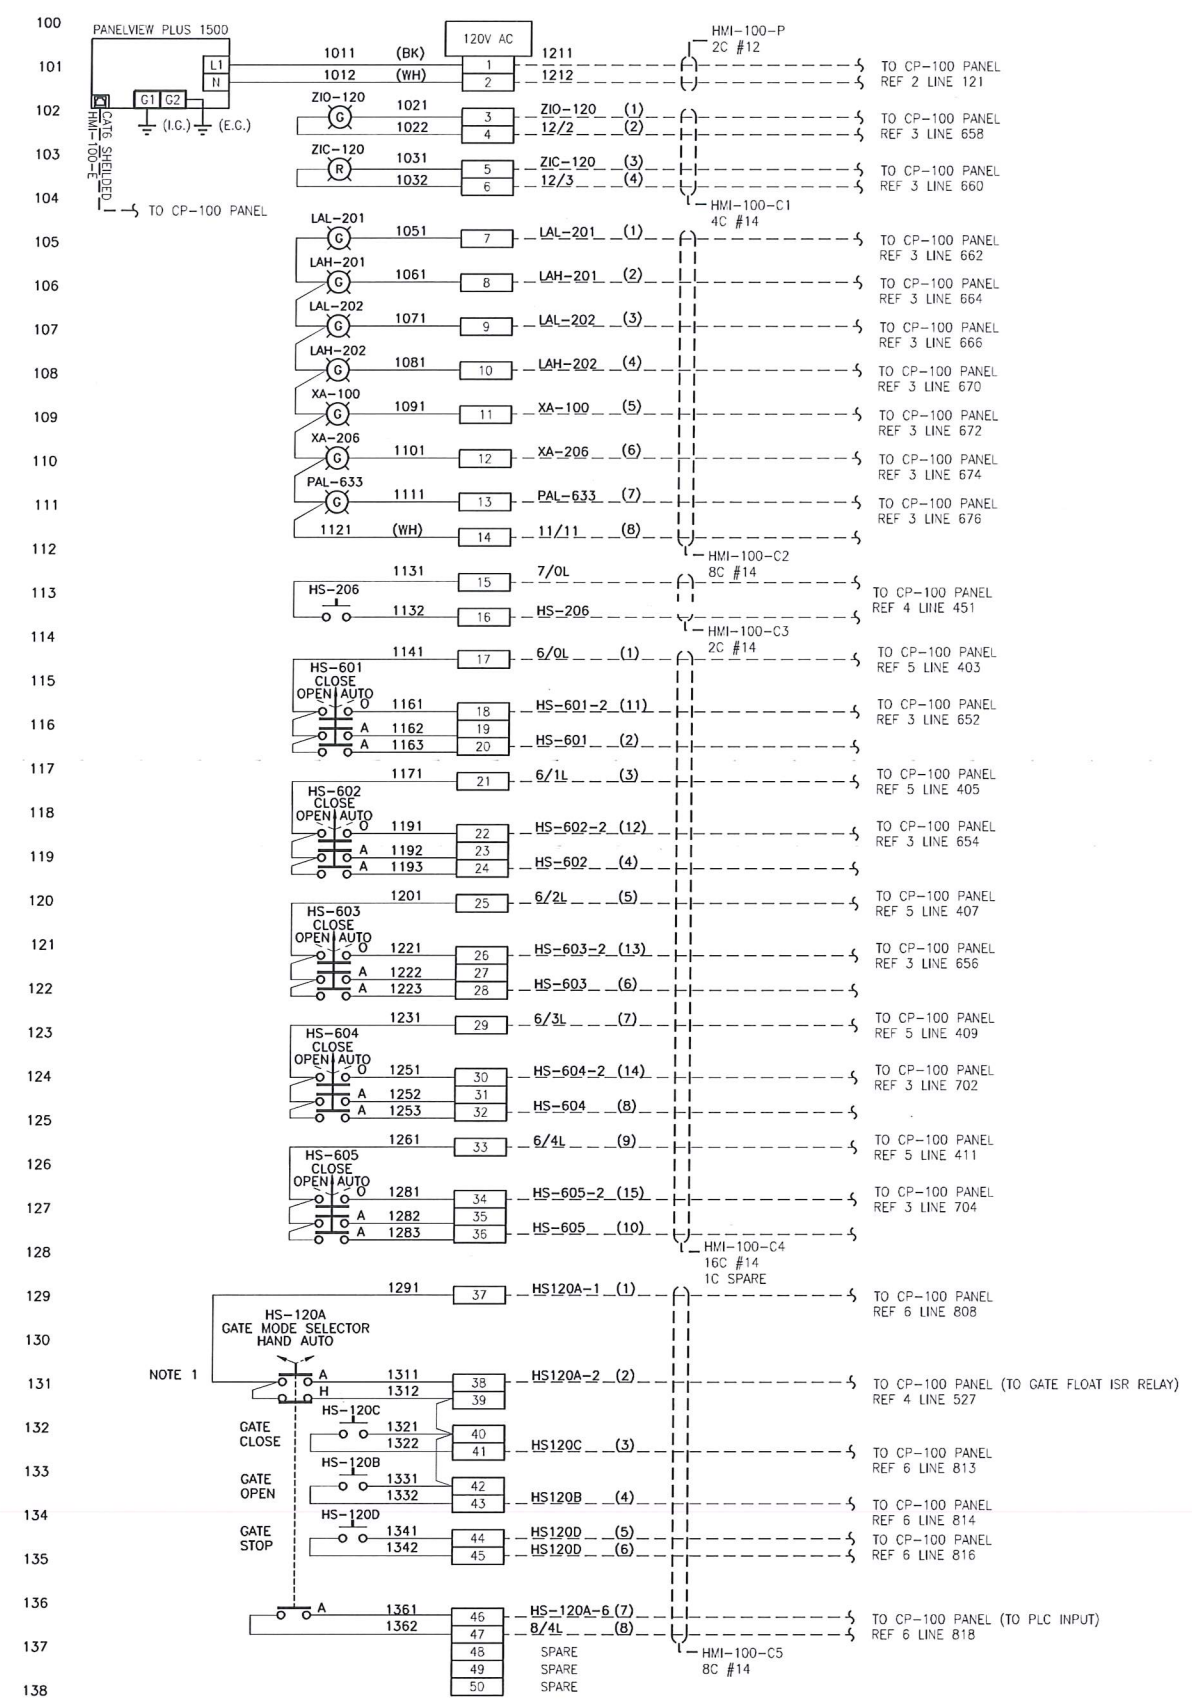 100
PANELVIEW PLUS 1500
120V AC
HMI-100-P
2C #12
101
L1
1011 (BK)
1
1211
TO CP-100 PANEL
N
1012 (WH)
2
1212
REF 2 LINE 121
G1 G2
(I.G.) (E.G.)
CAT6 SHEILDED
HMI-100-E
TO CP-100 PANEL
102
ZIO-120
G
1021
3
ZIO-120 (1)
TO CP-100 PANEL
1022
4
12/2 (2)
REF 3 LINE 658
103
ZIC-120
R
1031
5
ZIC-120 (3)
TO CP-100 PANEL
1032
6
12/3 (4)
REF 3 LINE 660
104
HMI-100-C1
4C #14
LAL-201
105
G
1051
7
LAL-201 (1)
TO CP-100 PANEL
REF 3 LINE 662
LAH-201
106
G
1061
8
LAH-201 (2)
TO CP-100 PANEL
REF 3 LINE 664
LAL-202
107
G
1071
9
LAL-202 (3)
TO CP-100 PANEL
REF 3 LINE 666
LAH-202
108
G
1081
10
LAH-202 (4)
TO CP-100 PANEL
REF 3 LINE 670
XA-100
109
G
1091
11
XA-100 (5)
TO CP-100 PANEL
REF 3 LINE 672
XA-206
110
G
1101
12
XA-206 (6)
TO CP-100 PANEL
REF 3 LINE 674
PAL-633
111
G
1111
13
PAL-633 (7)
TO CP-100 PANEL
REF 3 LINE 676
1121 (WH)
14
11/11 (8)
112
HMI-100-C2
8C #14
1131
15
7/0L
113
HS-206
TO CP-100 PANEL
REF 4 LINE 451
1132
16
HS-206
114
HMI-100-C3
2C #14
1141
17
6/0L (1)
TO CP-100 PANEL
REF 5 LINE 403
115
HS-601
CLOSE
OPEN AUTO
O
1161
18
HS-601-2 (11)
TO CP-100 PANEL
REF 3 LINE 652
116
A
1162
19
A
1163
20
HS-601 (2)
117
1171
21
6/1L (3)
TO CP-100 PANEL
REF 5 LINE 405
118
HS-602
CLOSE
OPEN AUTO
O
1191
22
HS-602-2 (12)
TO CP-100 PANEL
REF 3 LINE 654
119
A
1192
23
A
1193
24
HS-602 (4)
120
1201
25
6/2L (5)
TO CP-100 PANEL
REF 5 LINE 407
121
HS-603
CLOSE
OPEN AUTO
O
1221
26
HS-603-2 (13)
TO CP-100 PANEL
REF 3 LINE 656
122
A
1222
27
A
1223
28
HS-603 (6)
123
1231
29
6/3L (7)
TO CP-100 PANEL
REF 5 LINE 409
HS-604
CLOSE
OPEN AUTO
124
O
1251
30
HS-604-2 (14)
TO CP-100 PANEL
REF 3 LINE 702
A
1252
31
125
A
1253
32
HS-604 (8)
1261
33
6/4L (9)
TO CP-100 PANEL
REF 5 LINE 411
126
HS-605
CLOSE
OPEN AUTO
127
O
1281
34
HS-605-2 (15)
TO CP-100 PANEL
REF 3 LINE 704
A
1282
35
A
1283
36
HS-605 (10)
128
HMI-100-C4
16C #14
1C SPARE
129
1291
37
HS120A-1 (1)
TO CP-100 PANEL
REF 6 LINE 808
130
HS-120A
GATE MODE SELECTOR
HAND AUTO
131
NOTE 1
A
1311
38
HS120A-2 (2)
TO CP-100 PANEL (TO GATE FLOAT ISR RELAY)
H
1312
39
REF 4 LINE 527
132
GATE
CLOSE
HS-120C
1321
40
1322
41
HS120C (3)
TO CP-100 PANEL
REF 6 LINE 813
133
GATE
OPEN
HS-120B
1331
42
1332
43
HS120B (4)
TO CP-100 PANEL
REF 6 LINE 814
134
GATE
STOP
HS-120D
1341
44
HS120D (5)
TO CP-100 PANEL
135
1342
45
HS120D (6)
REF 6 LINE 816
136
A
1361
46
HS-120A-6 (7)
TO CP-100 PANEL (TO PLC INPUT)
1362
47
8/4L (8)
REF 6 LINE 818
137
48
SPARE
HMI-100-C5
8C #14
49
SPARE
138
50
SPARE